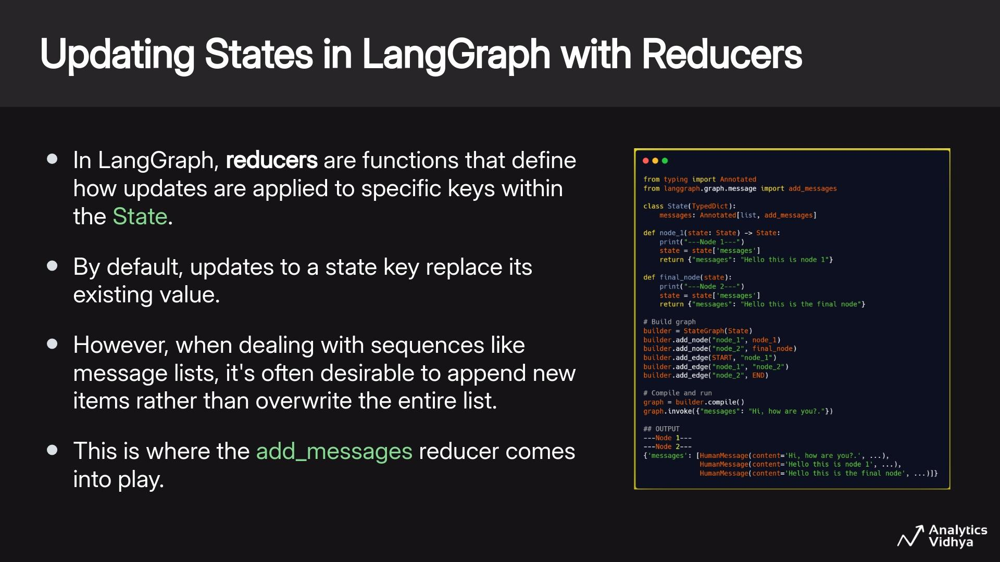 Updating States in LangGraph with Reducers
In LangGraph, reducers are functions that define
how updates are applied to specific keys within
the State.
By default, updates to a state key replace its
existing value.
However, when dealing with sequences like
message lists, it's often desirable to append new
items rather than overwrite the entire list.
This is where the add_messages reducer comes
into play.
from typing import Annotated
from langgraph.graph.message import add_messages
class State(TypedDict):
    messages: Annotated[list, add_messages]
def node_1(state: State) -> State:
    print("---Node 1---")
    state = state['messages']
    return {"messages": "Hello this is node 1"}
def final_node(state):
    print("---Node 2---")
    state = state['messages']
    return {"messages": "Hello this is the final node"}
# Build graph
builder = StateGraph(State)
builder.add_node("node_1", node_1)
builder.add_node("node_2", final_node)
builder.add_edge(START, "node_1")
builder.add_edge("node_1", "node_2")
builder.add_edge("node_2", END)
# Compile and run
graph = builder.compile()
graph.invoke({"messages": "Hi, how are you?."})
## OUTPUT
---Node 1---
---Node 2---
{'messages': [HumanMessage(content='Hi, how are you?.', ...),
              HumanMessage(content='Hello this is node 1', ...),
              HumanMessage(content='Hello this is the final node', ...)]}
Analytics
Vidhya